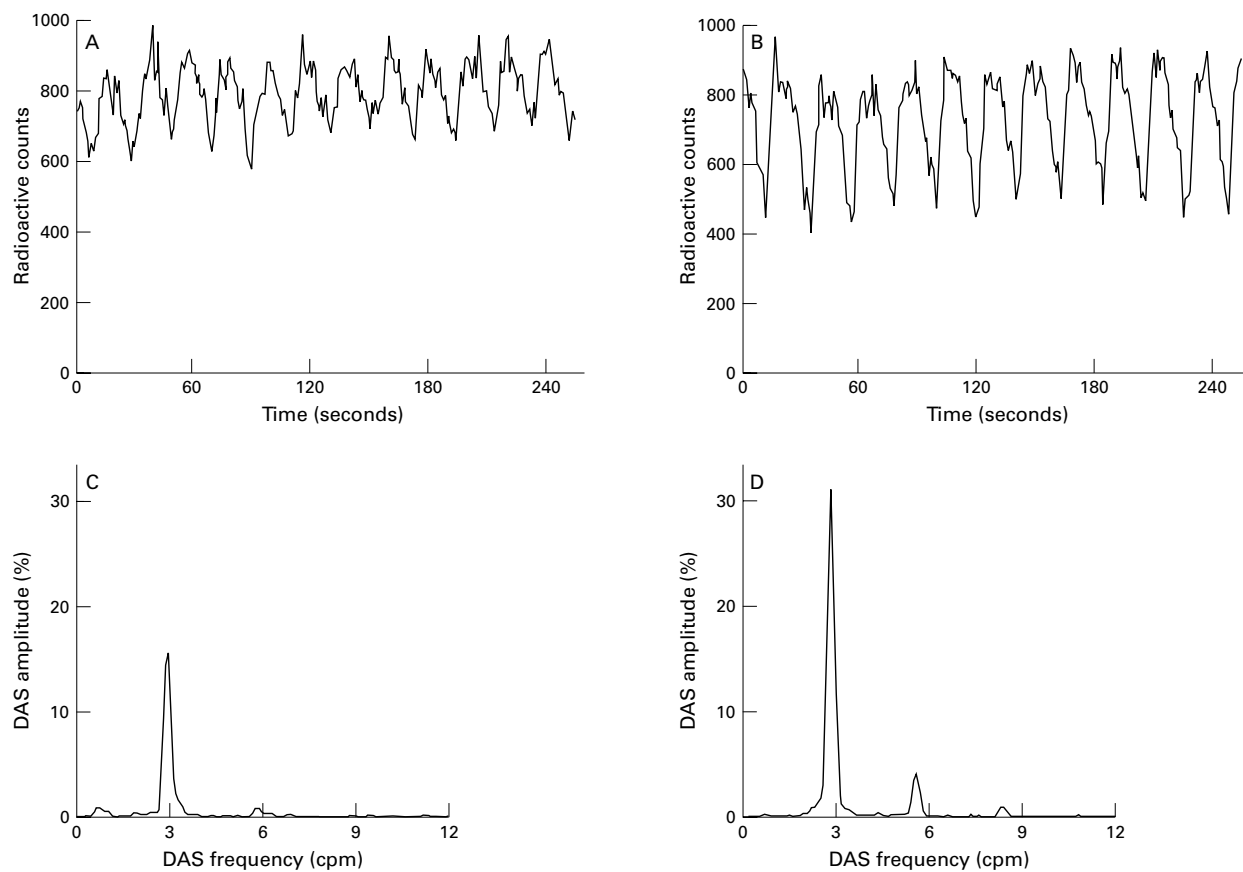 A
1000
800
600
400
200
0
Radioactive counts
0 60 120 180 240
Time (seconds)
B
1000
800
600
400
200
0
Radioactive counts
0 60 120 180 240
Time (seconds)
C
30
20
10
0
DAS amplitude (%)
0 3 6 9 12
DAS frequency (cpm)
D
30
20
10
0
DAS amplitude (%)
0 3 6 9 12
DAS frequency (cpm)